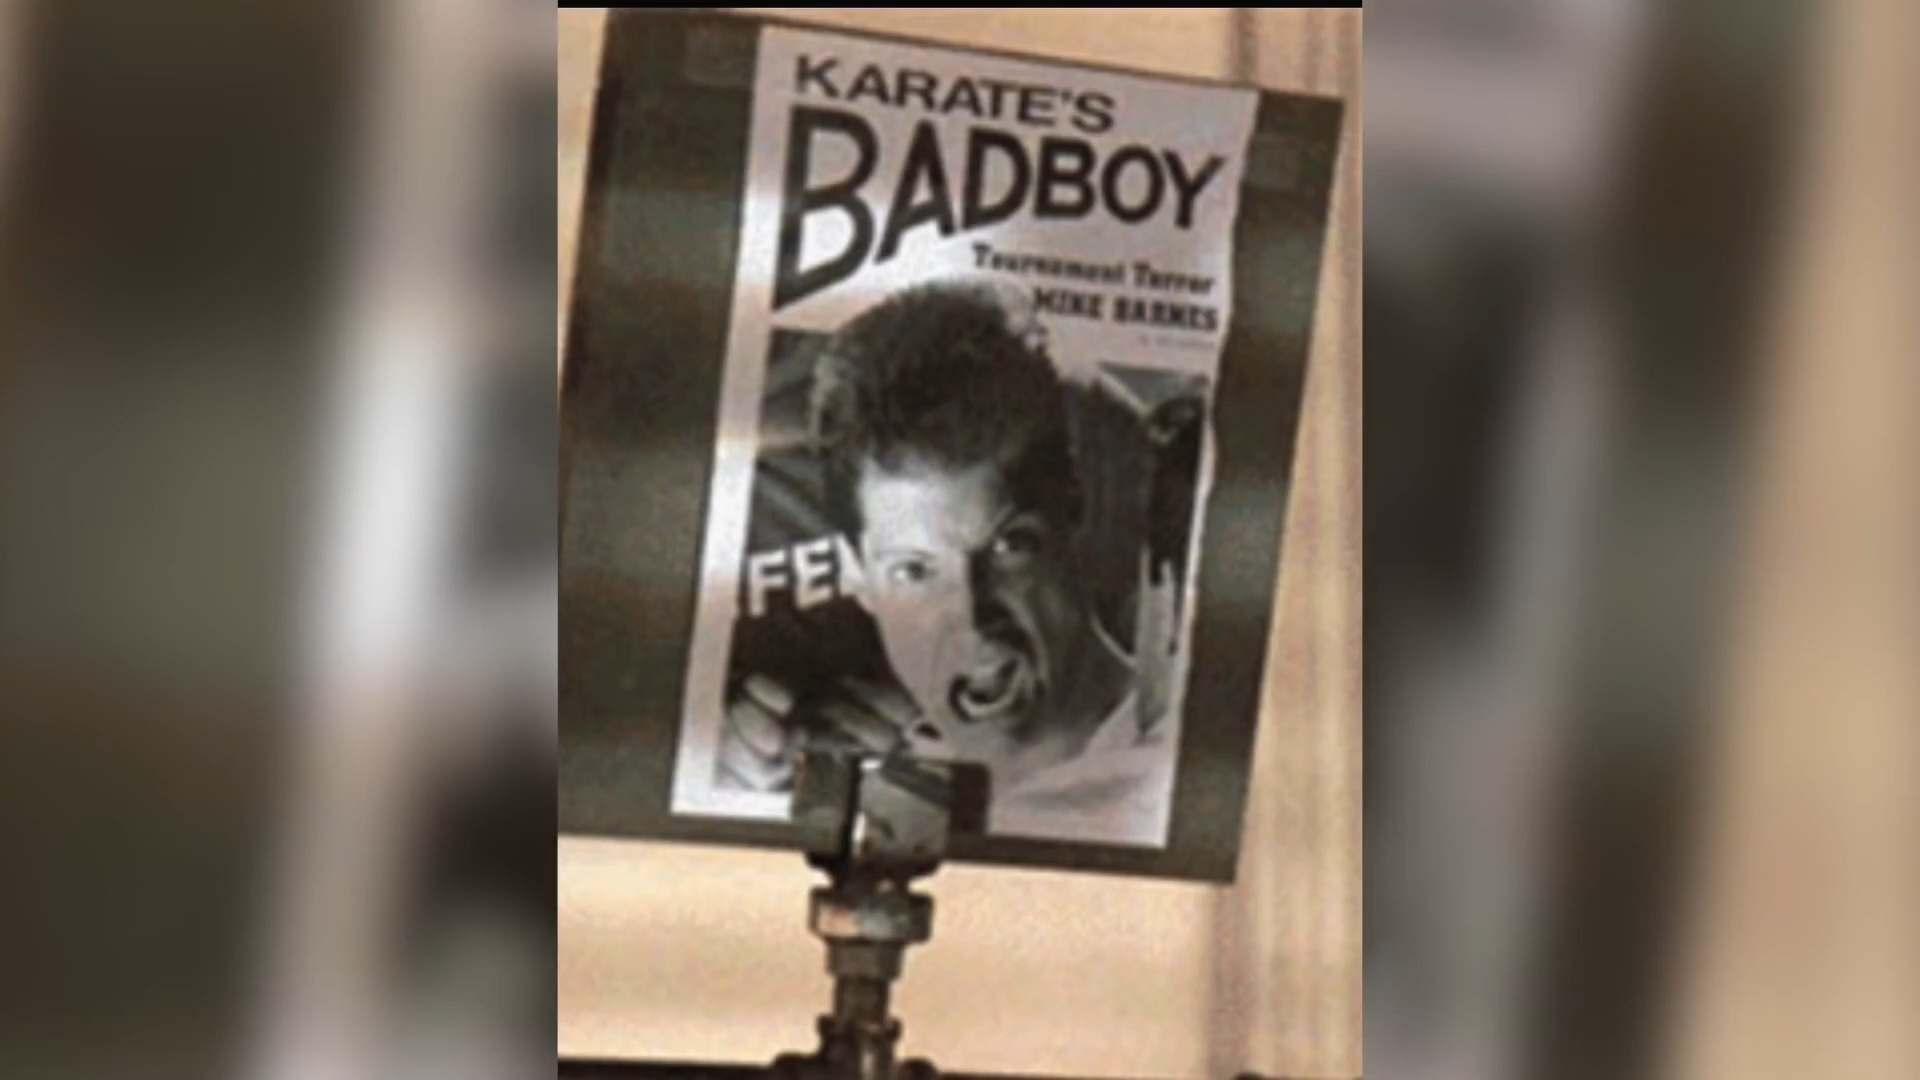 KARATE'S
BADBOY
Tournament Terror
MIKE BARNES
FE